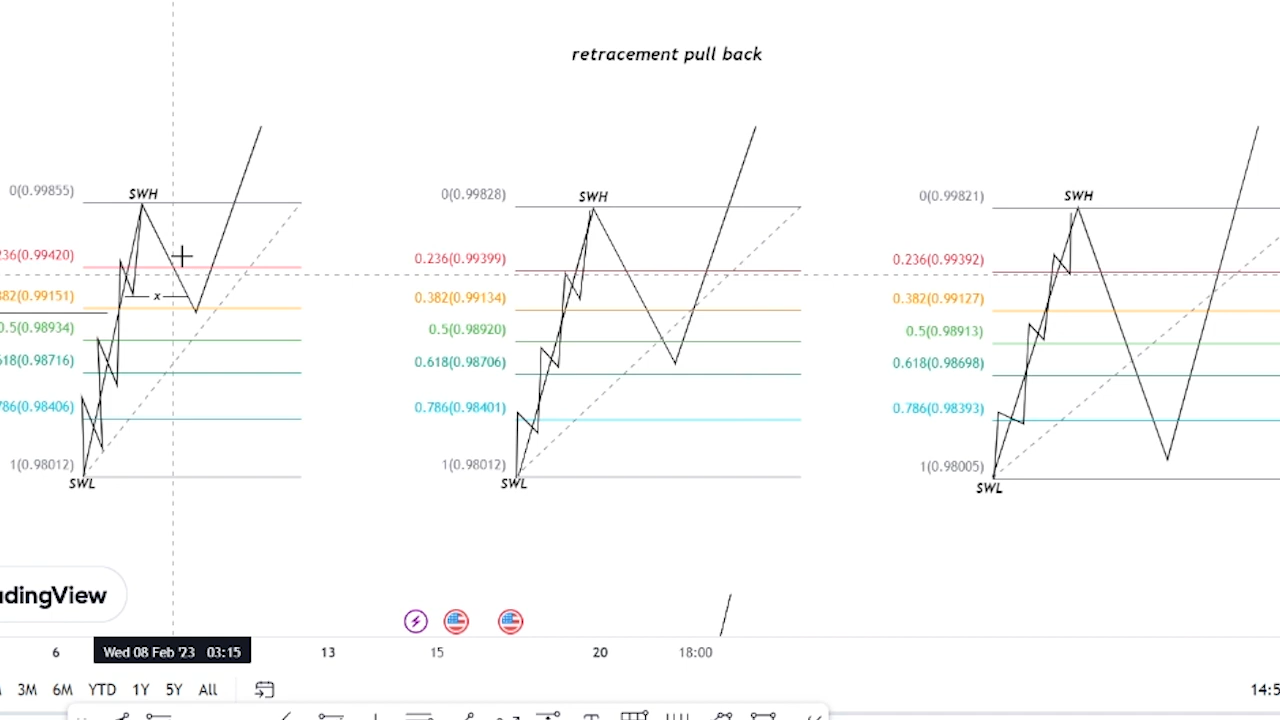 retracement pull back
0(0.99855)
SWH
236(0.99420)
x
382(0.99151)
0.5(0.98934)
618(0.98716)
786(0.98406)
1(0.98012)
SWL
0(0.99828)
SWH
0.236(0.99399)
0.382(0.99134)
0.5(0.98920)
0.618(0.98706)
0.786(0.98401)
1(0.98012)
SWL
0(0.99821)
SWH
0.236(0.99392)
0.382(0.99127)
0.5(0.98913)
0.618(0.98698)
0.786(0.98393)
1(0.98005)
SWL
adingView
6 Wed 08 Feb '23 03:15 13 15 20 18:00
3M 6M YTD 1Y 5Y All 14:5